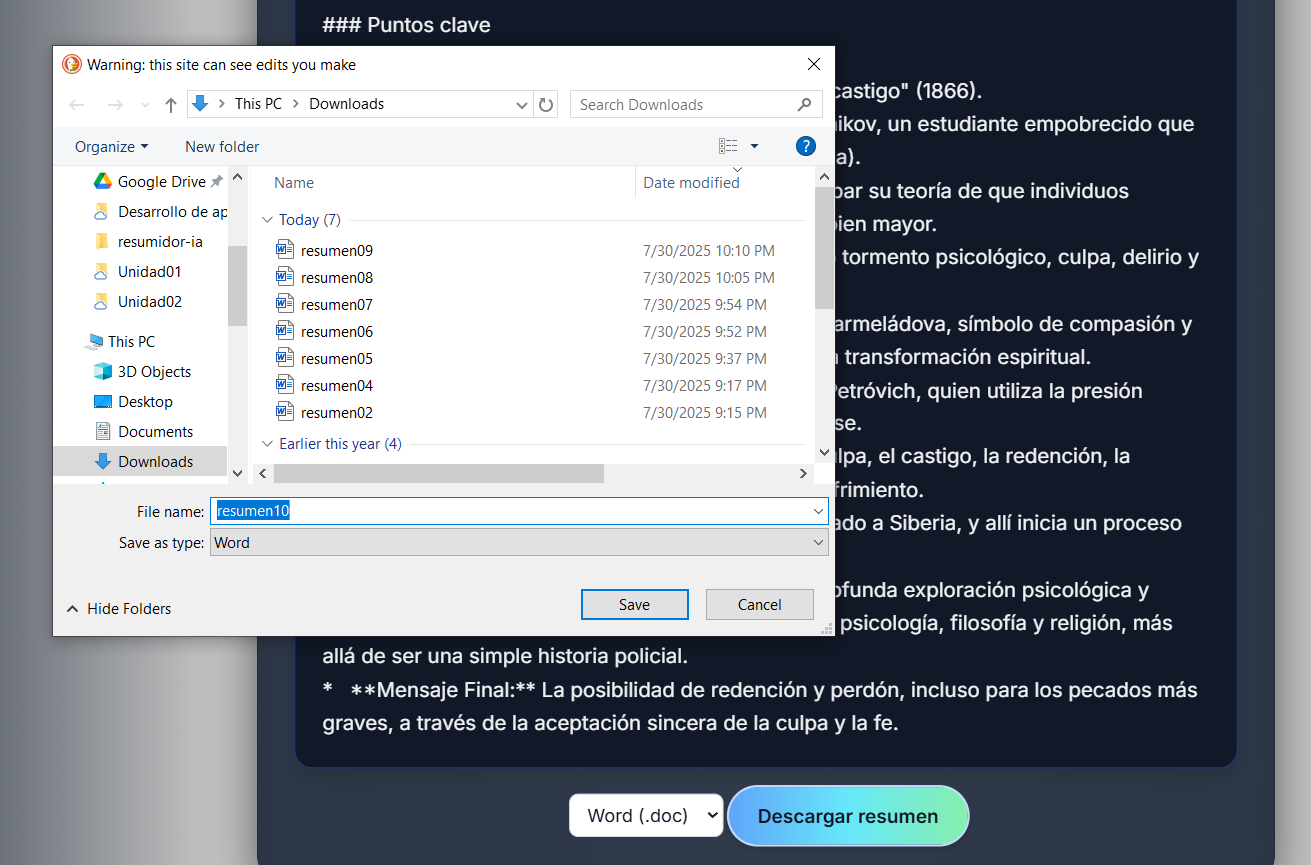 ### Puntos clave
Warning: this site can see edits you make
This PC > Downloads
Search Downloads
Organize
New folder
?
Google Drive
Desarrollo de ap
resumidor-ia
Unidad01
Unidad02
This PC
3D Objects
Desktop
Documents
Downloads
Name Date modified
Today (7)
resumen09 7/30/2025 10:10 PM
resumen08 7/30/2025 10:05 PM
resumen07 7/30/2025 9:54 PM
resumen06 7/30/2025 9:52 PM
resumen05 7/30/2025 9:37 PM
resumen04 7/30/2025 9:17 PM
resumen02 7/30/2025 9:15 PM
Earlier this year (4)
File name: resumen10
Save as type: Word
Hide Folders
Save
Cancel
castigo" (1866).
ikov, un estudiante empobrecido que
a).
bar su teoría de que individuos
bien mayor.
tormento psicológico, culpa, delirio y
armeládova, símbolo de compasión y
a transformación espiritual.
Petróvich, quien utiliza la presión
se.
lpa, el castigo, la redención, la
frimiento.
ado a Siberia, y allí inicia un proceso
ofunda exploración psicológica y
psicología, filosofía y religión, más
allá de ser una simple historia policial.
* **Mensaje Final:** La posibilidad de redención y perdón, incluso para los pecados más
graves, a través de la aceptación sincera de la culpa y la fe.
Word (.doc)
Descargar resumen